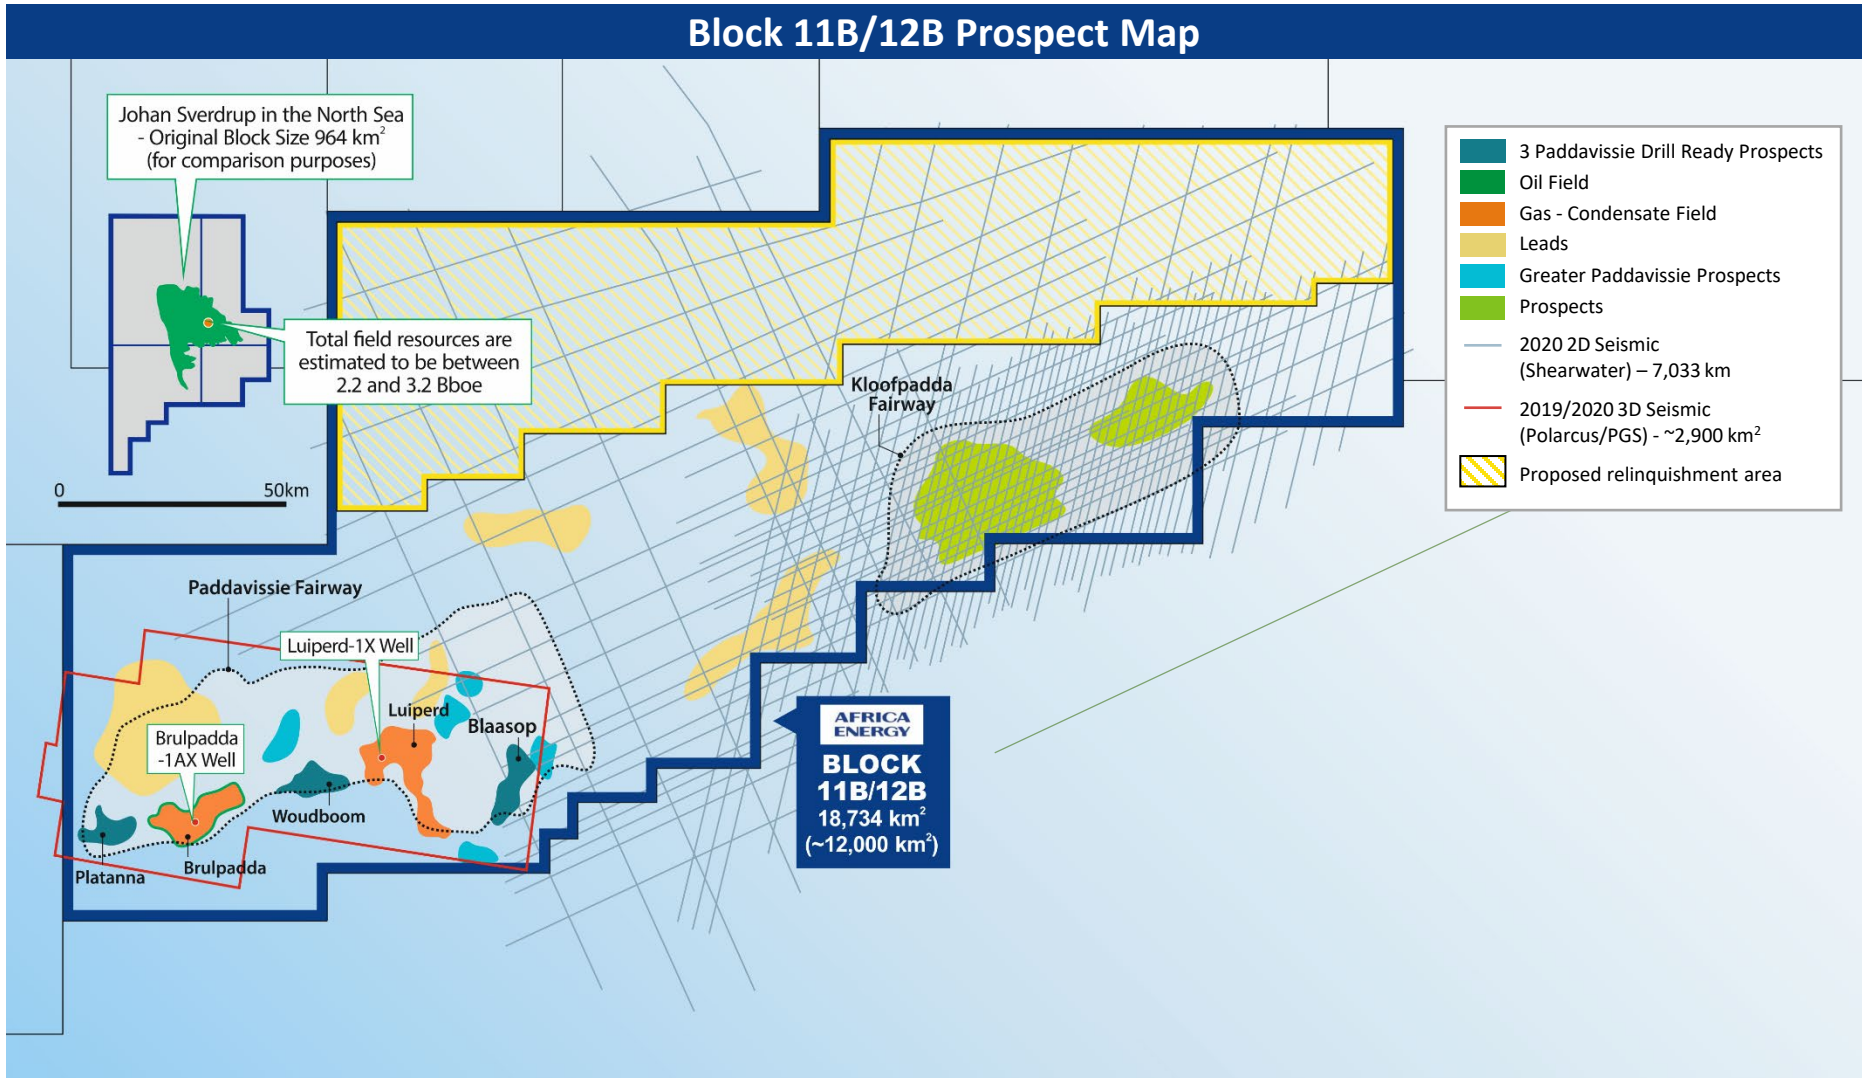 Block 11B/12B Prospect Map
Johan Sverdrup in the North Sea
- Original Block Size 964 km²
(for comparison purposes)
Total field resources are
estimated to be between
2.2 and 3.2 Bboe
0 50km
3 Paddavissie Drill Ready Prospects
Oil Field
Gas - Condensate Field
Leads
Greater Paddavissie Prospects
Prospects
2020 2D Seismic
(Shearwater) – 7,033 km
2019/2020 3D Seismic
(Polarcus/PGS) - ~2,900 km²
Proposed relinquishment area
Kloofpadda
Fairway
Paddavissie Fairway
Luiperd-1X Well
Luiperd
Blaasop
Brulpadda
-1AX Well
Woudboom
Brulpadda
Platanna
AFRICA
ENERGY
BLOCK
11B/12B
18,734 km²
(~12,000 km²)